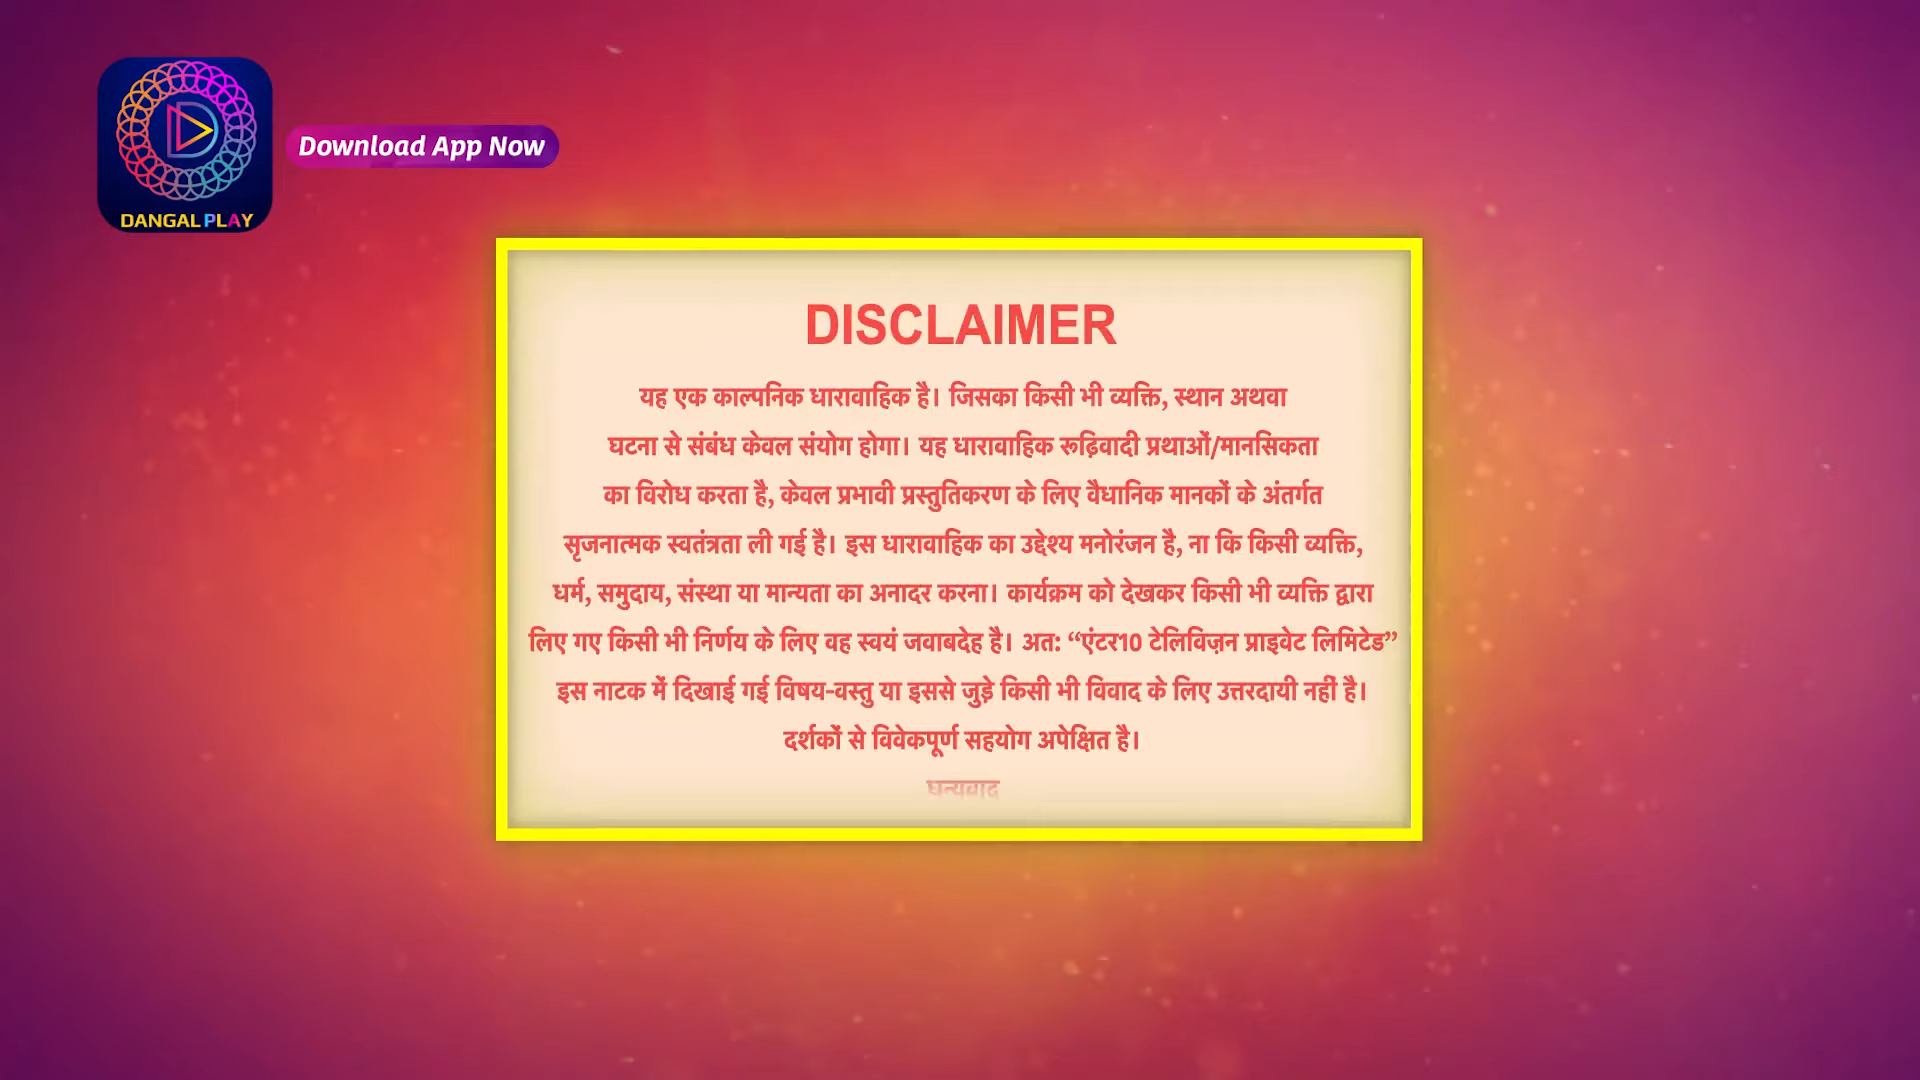 DANGAL PLAY
Download App Now
DISCLAIMER
यह एक काल्पनिक धारावाहिक है। जिसका किसी भी व्यक्ति, स्थान अथवा
घटना से संबंध केवल संयोग होगा। यह धारावाहिक रूढ़िवादी प्रथाओं/मानसिकता
का विरोध करता है, केवल प्रभावी प्रस्तुतिकरण के लिए वैधानिक मानकों के अंतर्गत
सृजनात्मक स्वतंत्रता ली गई है। इस धारावाहिक का उद्देश्य मनोरंजन है, ना कि किसी व्यक्ति,
धर्म, समुदाय, संस्था या मान्यता का अनादर करना। कार्यक्रम को देखकर किसी भी व्यक्ति द्वारा
लिए गए किसी भी निर्णय के लिए वह स्वयं जवाबदेह है। अत: “एंटर10 टेलिविज़न प्राइवेट लिमिटेड”
इस नाटक में दिखाई गई विषय-वस्तु या इससे जुड़े किसी भी विवाद के लिए उत्तरदायी नहीं है।
दर्शकों से विवेकपूर्ण सहयोग अपेक्षित है।
धन्यवाद